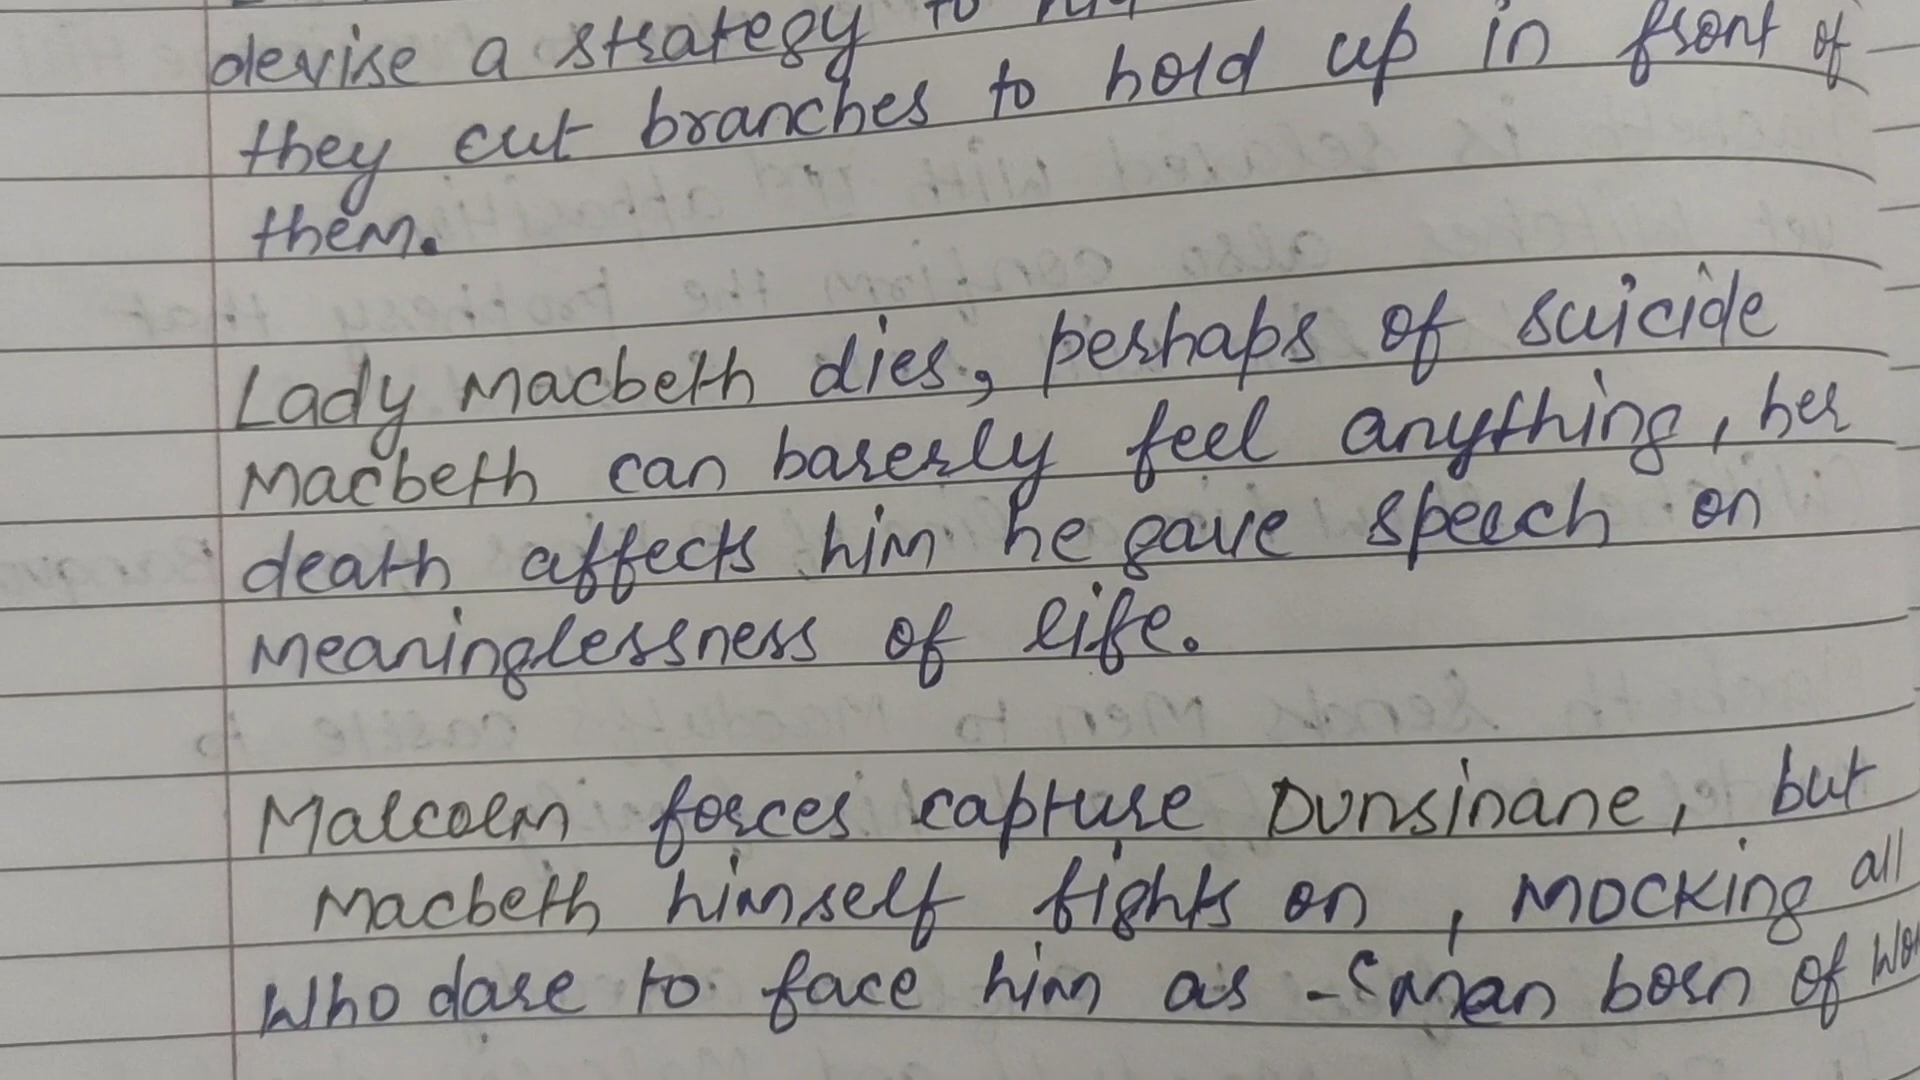 devise a strategy to
they cut branches to hold up in front of
them.
Lady Macbeth dies, perhaps of suicide
Macbeth can barerly feel anything, her
death affects him he gave speech on
meaninglessness of life.
Malcolm forces capture Dunsinane, but
Macbeth himself fights on , mocking all
who dare to face him as - "man born of